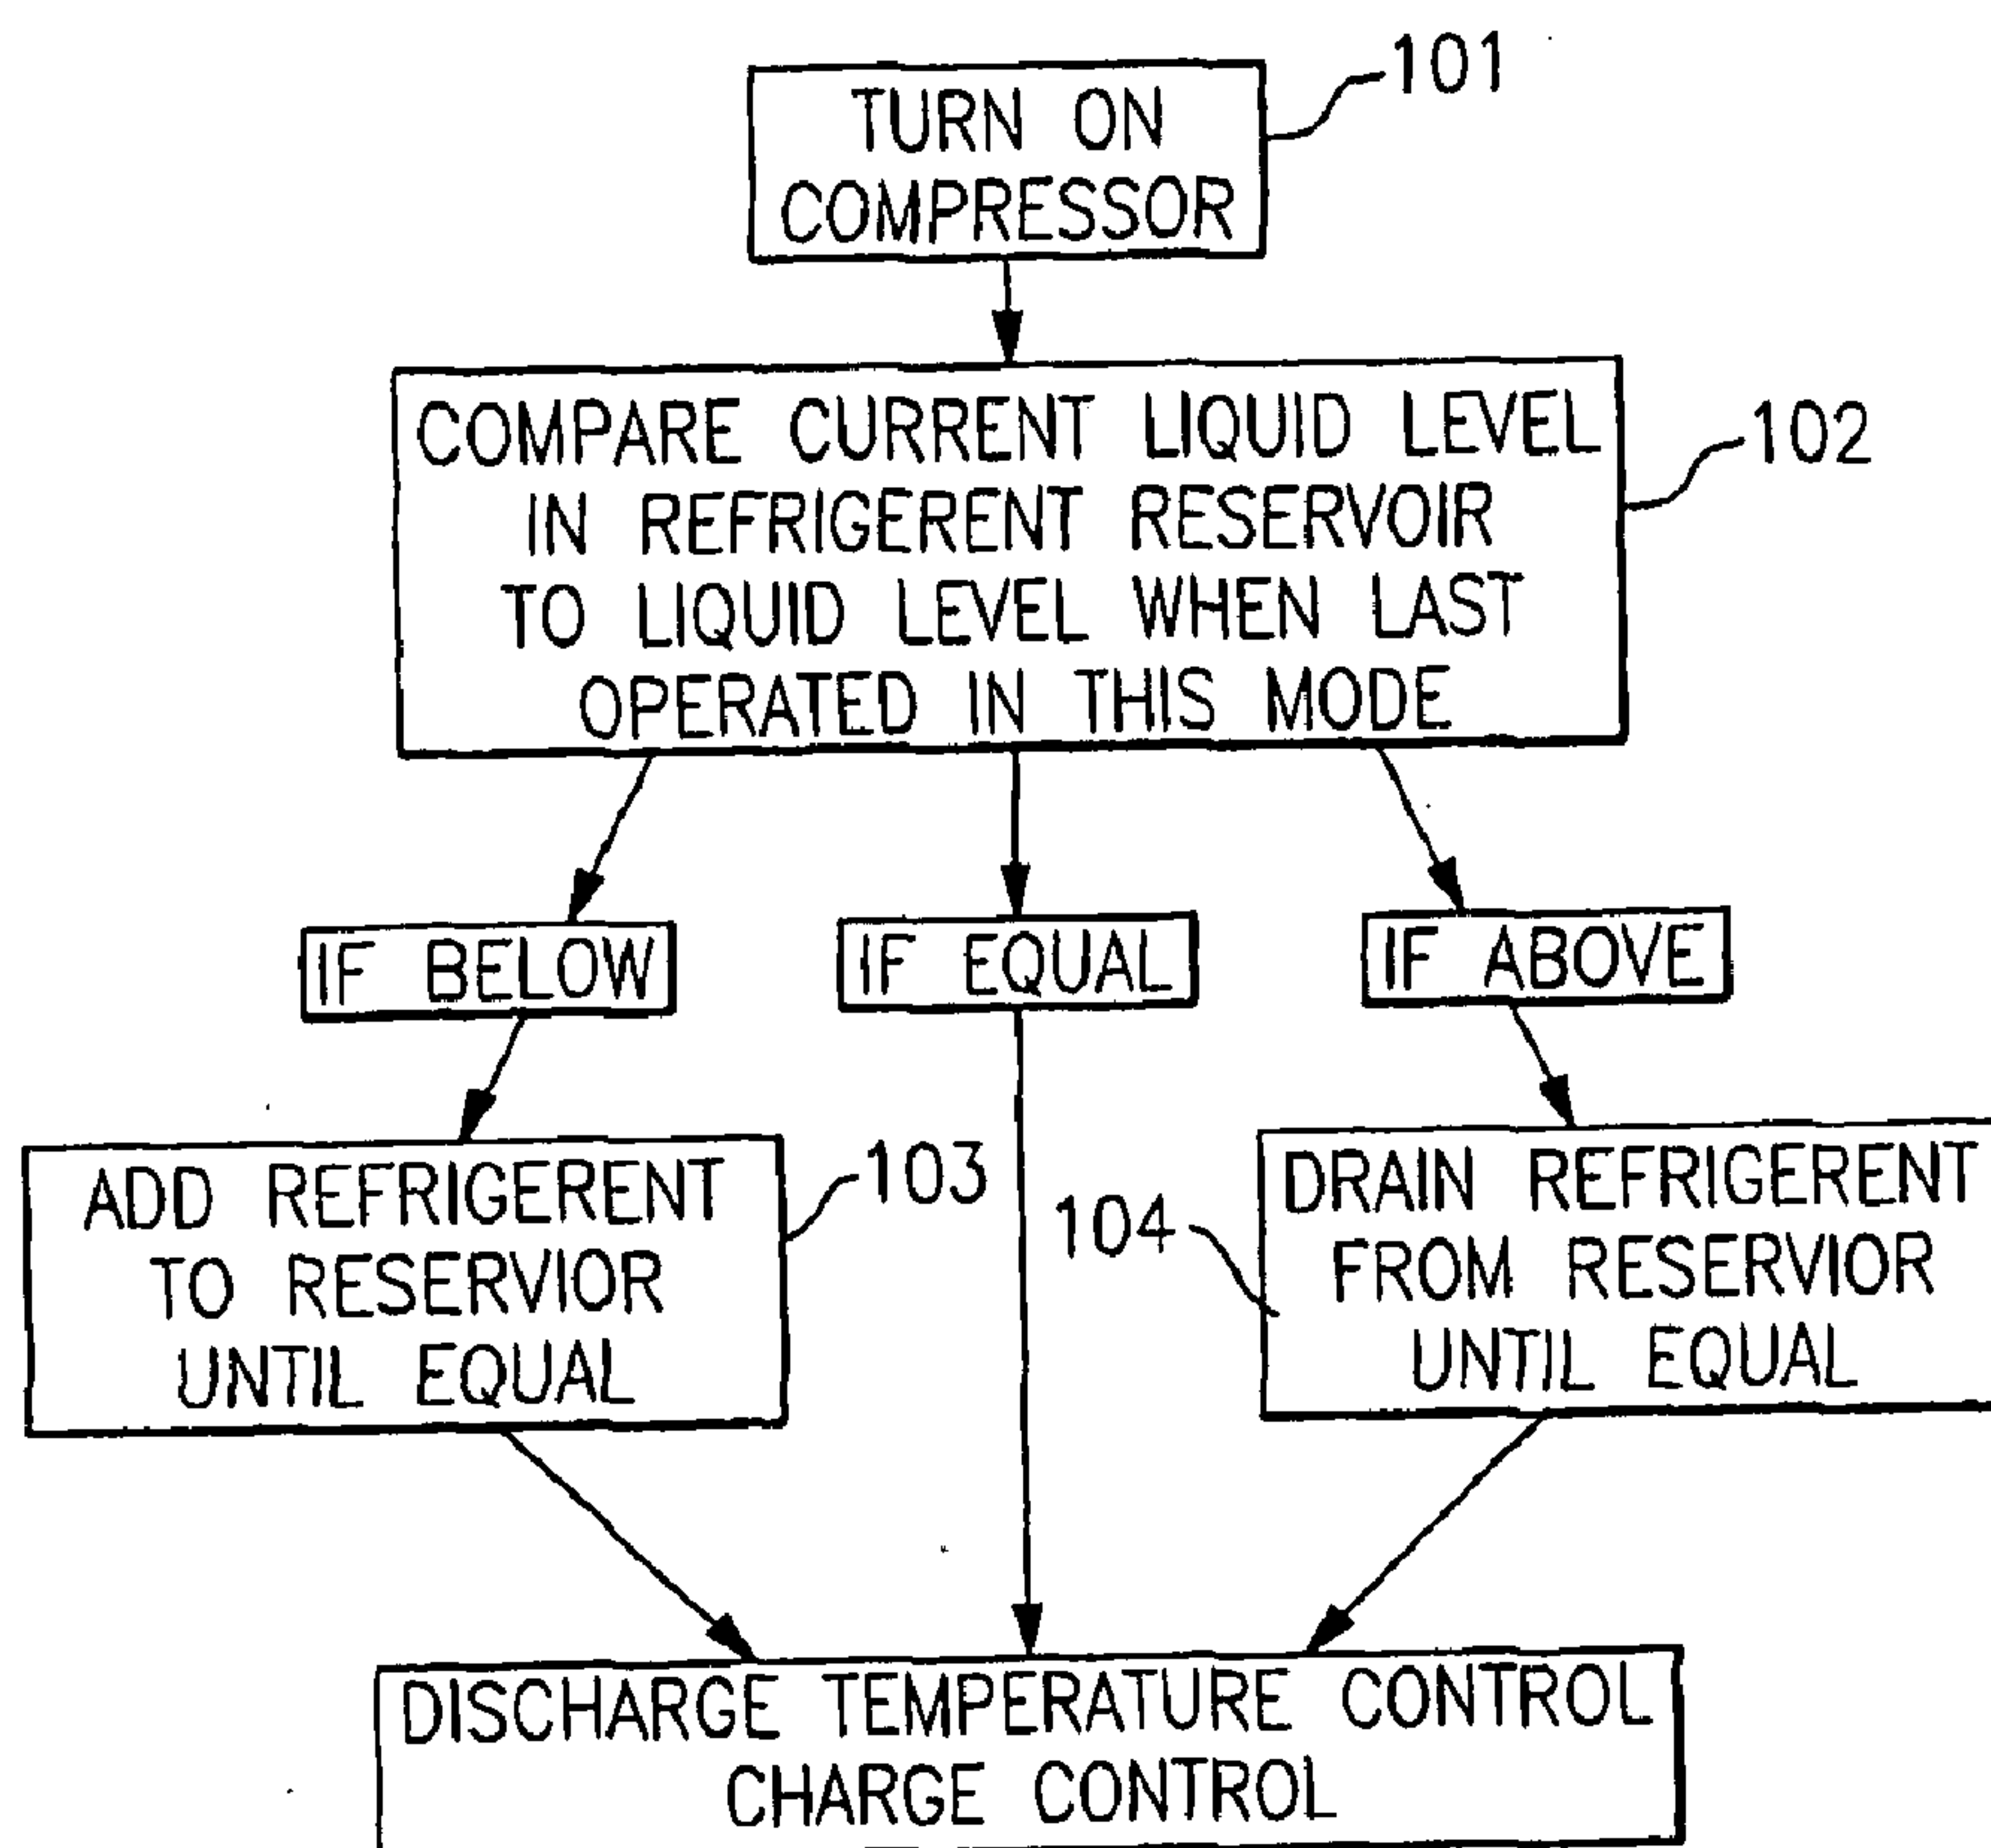 TURN ON
COMPRESSOR
101
COMPARE CURRENT LIQUID LEVEL
IN REFRIGERENT RESERVOIR
TO LIQUID LEVEL WHEN LAST
OPERATED IN THIS MODE
102
IF BELOW
IF EQUAL
IF ABOVE
ADD REFRIGERENT
TO RESERVIOR
UNTIL EQUAL
103
104
DRAIN REFRIGERENT
FROM RESERVIOR
UNTIL EQUAL
DISCHARGE TEMPERATURE CONTROL
CHARGE CONTROL